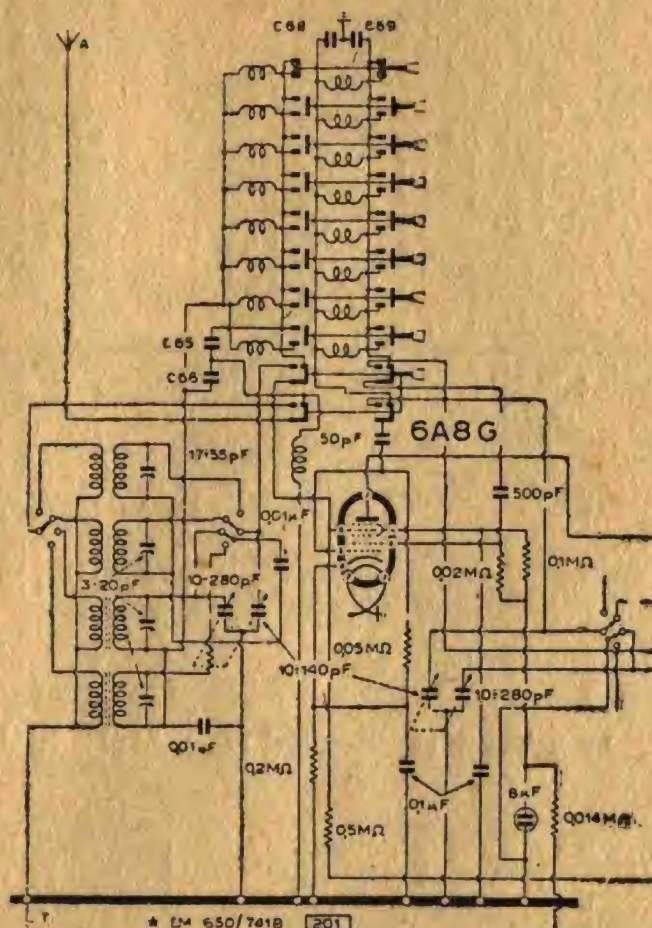 C68
C69
A
C65
C66
50pF
6A8G
17÷55pF
500pF
0,01µF
0,02MΩ
0,1MΩ
3-20pF
10-280pF
0,05MΩ
10÷140pF
10÷280pF
0,01µF
0,2MΩ
0,1µF
8µF
0,5MΩ
0,014MΩ
T
* EM 650/741B 201